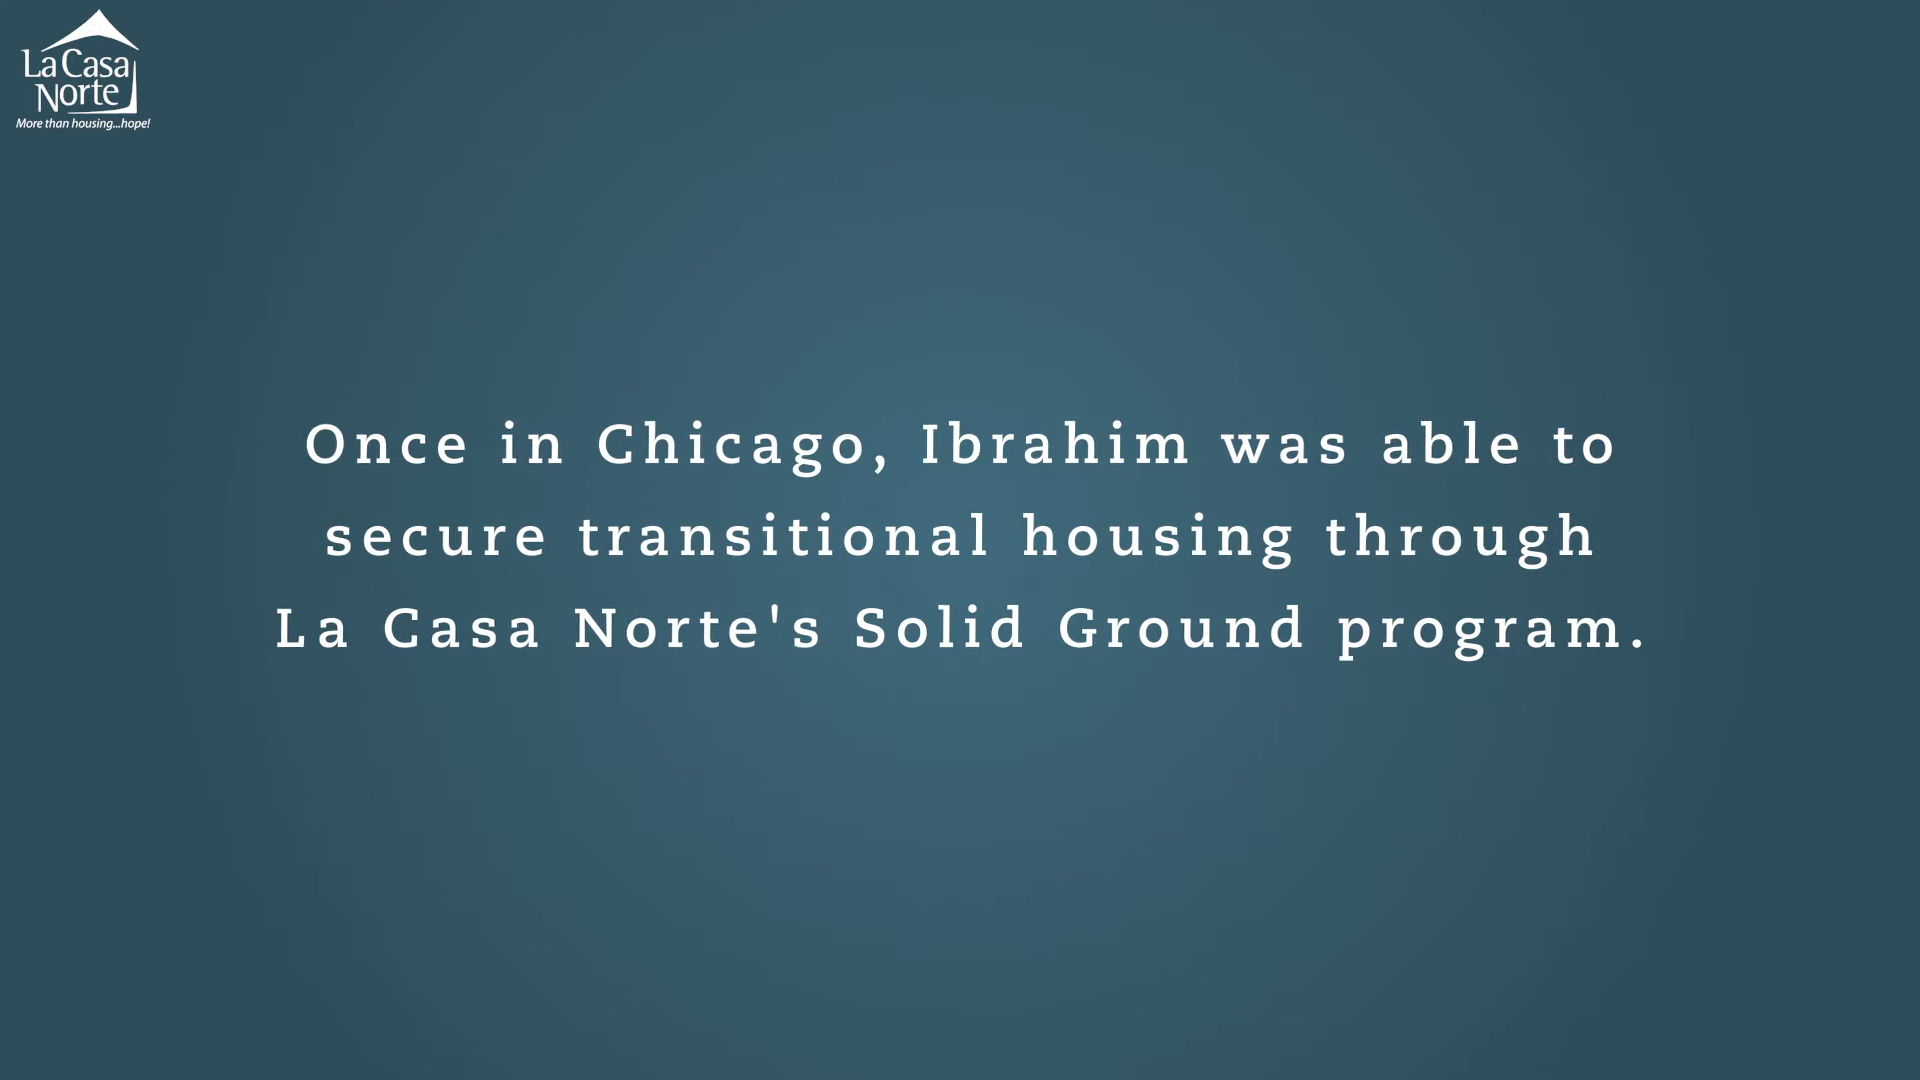 La Casa
Norte
More than housing...hope!
Once in Chicago, Ibrahim was able to
secure transitional housing through
La Casa Norte's Solid Ground program.